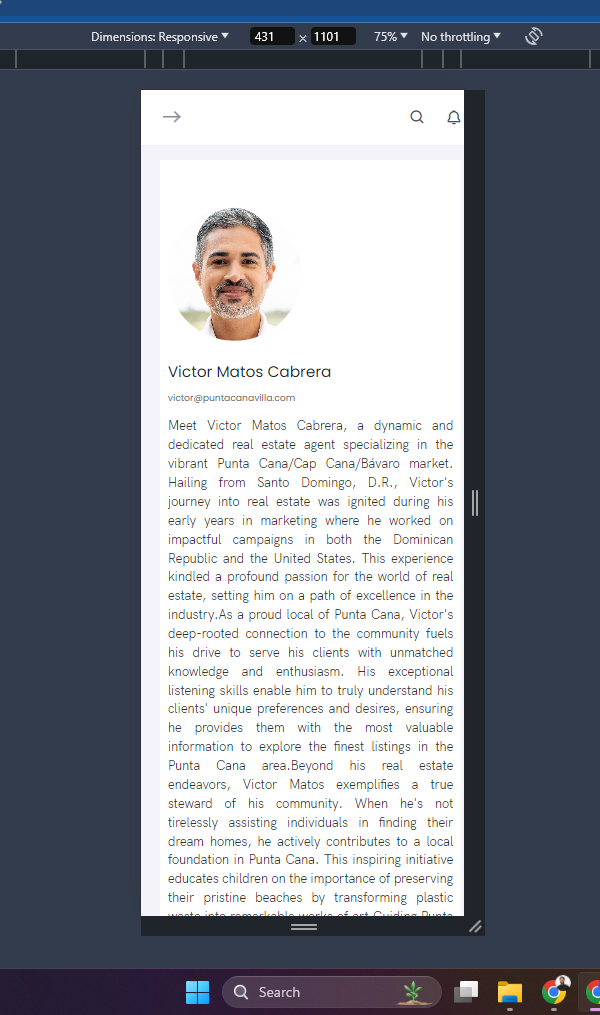 Dimensions: Responsive 431 x 1101 75% No throttling
Victor Matos Cabrera
victor@puntacanavilla.com
Meet Victor Matos Cabrera, a dynamic and
dedicated real estate agent specializing in the
vibrant Punta Cana/Cap Cana/Bávaro market.
Hailing from Santo Domingo, D.R., Victor's
journey into real estate was ignited during his
early years in marketing where he worked on
impactful campaigns in both the Dominican
Republic and the United States. This experience
kindled a profound passion for the world of real
estate, setting him on a path of excellence in the
industry.As a proud local of Punta Cana, Victor's
deep-rooted connection to the community fuels
his drive to serve his clients with unmatched
knowledge and enthusiasm. His exceptional
listening skills enable him to truly understand his
clients' unique preferences and desires, ensuring
he provides them with the most valuable
information to explore the finest listings in the
Punta Cana area.Beyond his real estate
endeavors, Victor Matos exemplifies a true
steward of his community. When he's not
tirelessly assisting individuals in finding their
dream homes, he actively contributes to a local
foundation in Punta Cana. This inspiring initiative
educates children on the importance of preserving
their pristine beaches by transforming plastic
waste into remarkable works of art.Guiding Punta
Search